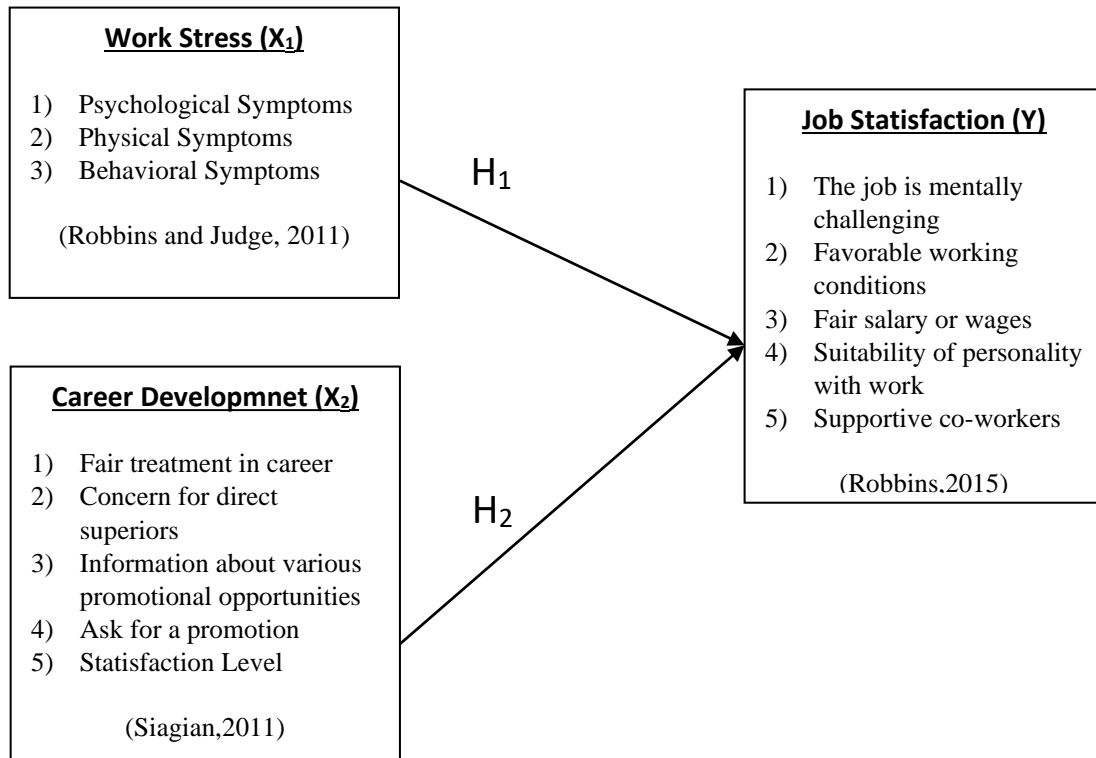 Work Stress (X₁)
1) Psychological Symptoms
2) Physical Symptoms
3) Behavioral Symptoms
(Robbins and Judge, 2011)
H₁
Job Statisfaction (Y)
1) The job is mentally
challenging
2) Favorable working
conditions
3) Fair salary or wages
4) Suitability of personality
with work
5) Supportive co-workers
(Robbins,2015)
Career Developmnet (X₂)
1) Fair treatment in career
2) Concern for direct
superiors
3) Information about various
promotional opportunities
4) Ask for a promotion
5) Statisfaction Level
(Siagian,2011)
H₂